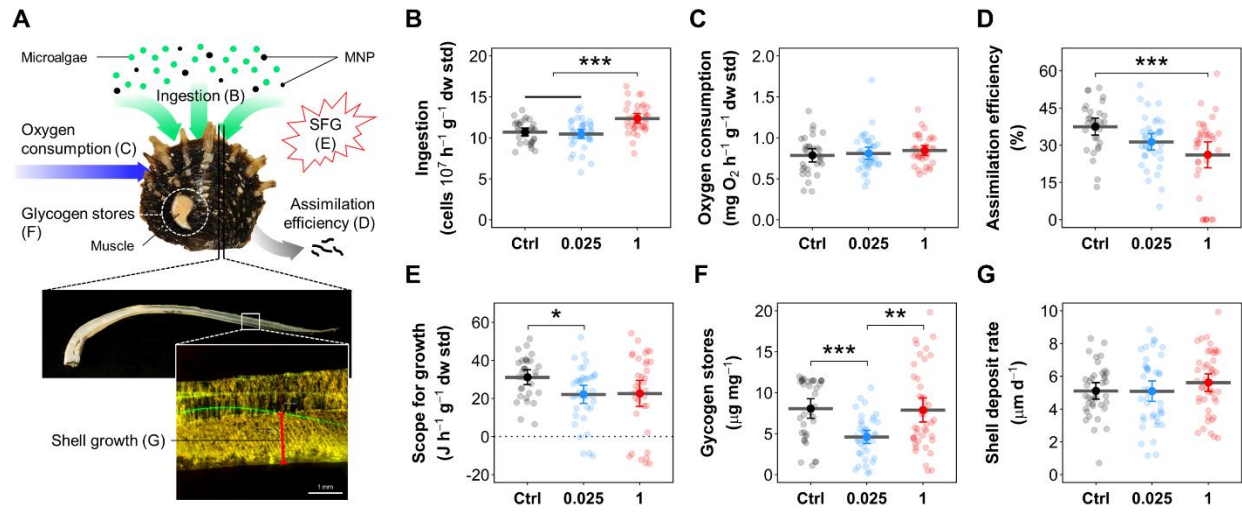 A
Microalgae
MNP
Ingestion (B)
SFG
(E)
Oxygen
consumption (C)
Glycogen stores
(F)
Muscle
Assimilation
efficiency (D)
Shell growth (G)
1 mm
B
Ingestion
(cells 10⁷ h⁻¹ g⁻¹ dw std)
20
15
10
5
0
***
Ctrl 0.025 1
C
Oxygen consumption
(mg O₂ h⁻¹ g⁻¹ dw std)
2.0
1.5
1.0
0.5
0.0
Ctrl 0.025 1
D
Assimilation efficiency
(%)
60
45
30
15
0
***
Ctrl 0.025 1
E
Scope for growth
(J h⁻¹ g⁻¹ dw std)
60
40
20
0
-20
*
Ctrl 0.025 1
F
Gycogen stores
(μg mg⁻¹)
20
15
10
5
0
***
**
Ctrl 0.025 1
G
Shell deposit rate
(μm d⁻¹)
10
8
6
4
2
0
Ctrl 0.025 1